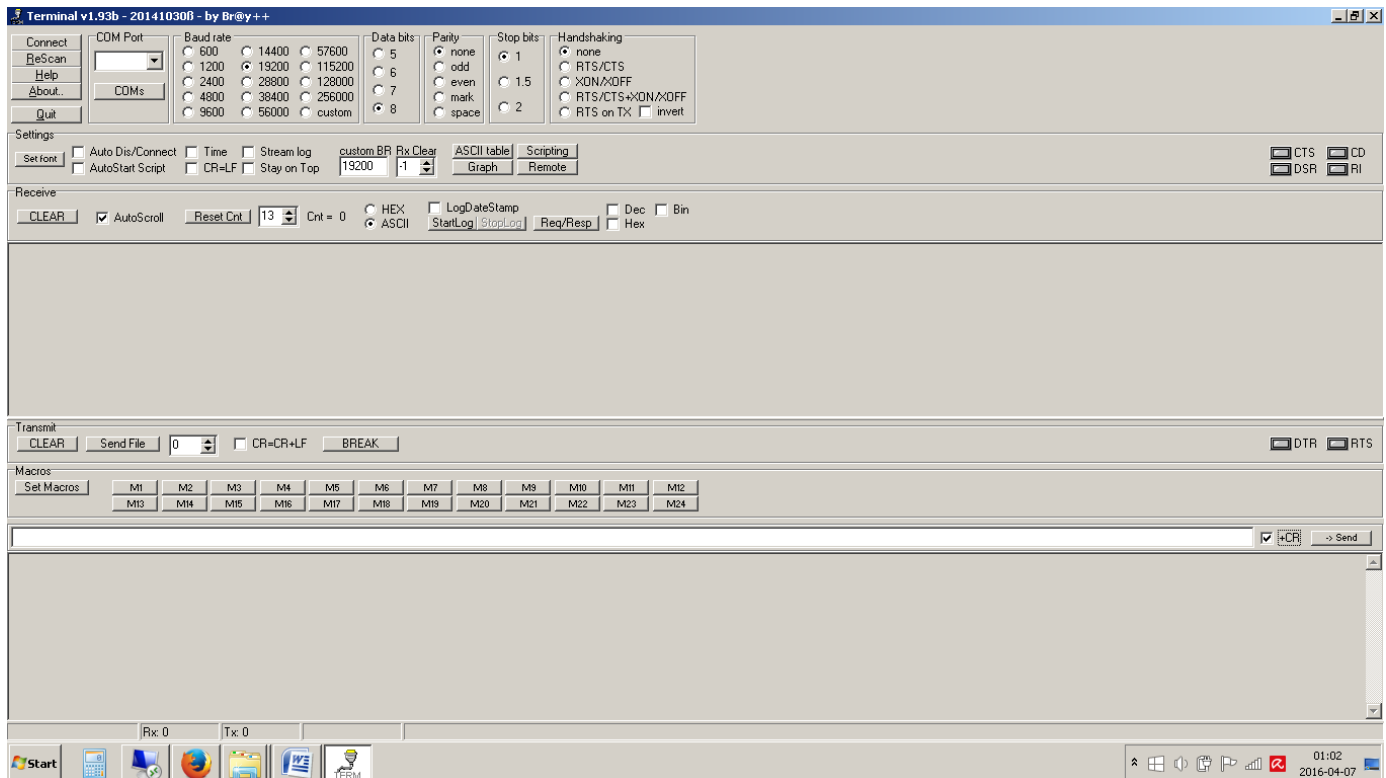 Terminal v1.93b - 20141030ß - by Br@y++
Connect
ReScan
Help
About..
Quit
COM Port
COMs
Baud rate
600 14400 57600
1200 19200 115200
2400 28800 128000
4800 38400 256000
9600 56000 custom
Data bits
5
6
7
8
Parity
none
odd
even
mark
space
Stop bits
1
1.5
2
Handshaking
none
RTS/CTS
XON/XOFF
RTS/CTS+XON/XOFF
RTS on TX invert
Settings
Set font
Auto Dis/Connect Time Stream log
AutoStart Script CR=LF Stay on Top
custom BR Rx Clear
19200 -1
ASCII table Scripting
Graph Remote
CTS CD
DSR RI
Receive
CLEAR AutoScroll Reset Cnt 13 Cnt = 0
HEX
ASCII
LogDateStamp
StartLog StopLog Req/Resp
Dec Bin
Hex
Transmit
CLEAR Send File 0 CR=CR+LF BREAK DTR RTS
Macros
Set Macros
M1 M2 M3 M4 M5 M6 M7 M8 M9 M10 M11 M12
M13 M14 M15 M16 M17 M18 M19 M20 M21 M22 M23 M24
+CR -> Send
Rx: 0 Tx: 0
Start
TERM
01:02
2016-04-07